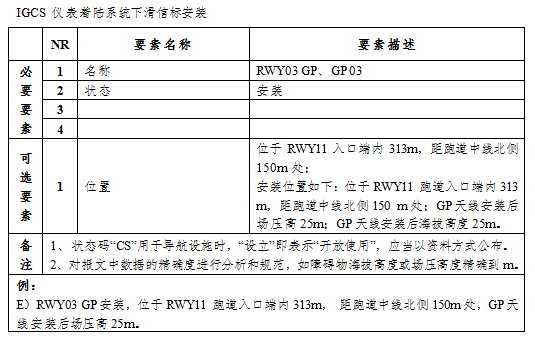 IGCS 仪表着陆系统下滑信标安装
NR 要素名称 要素描述
必要要素 1 名称 RWY03 GP、GP03
2 状态 安装
3
4
可选要素 1 位置 位于 RWY11 入口端内 313m，距跑道中线北侧
150m 处；
安装位置如下：位于 RWY11 跑道入口端内 313
m，距跑道中线北侧 150 m 处；GP 天线安装后
场压高 25m；GP 天线安装后海拔高度 25m。
备注 1、状态码“CS”用于导航设施时，“设立”即表示“开放使用”，应当以资料方式公布。
2、对报文中数据的精确度进行分析和规范，如障碍物海拔高度或场压高度精确到 m。
例：
E）RWY03 GP 安装，位于 RWY11 跑道入口端内 313m， 距跑道中线北侧 150m 处，GP 天
线安装后场压高 25m。